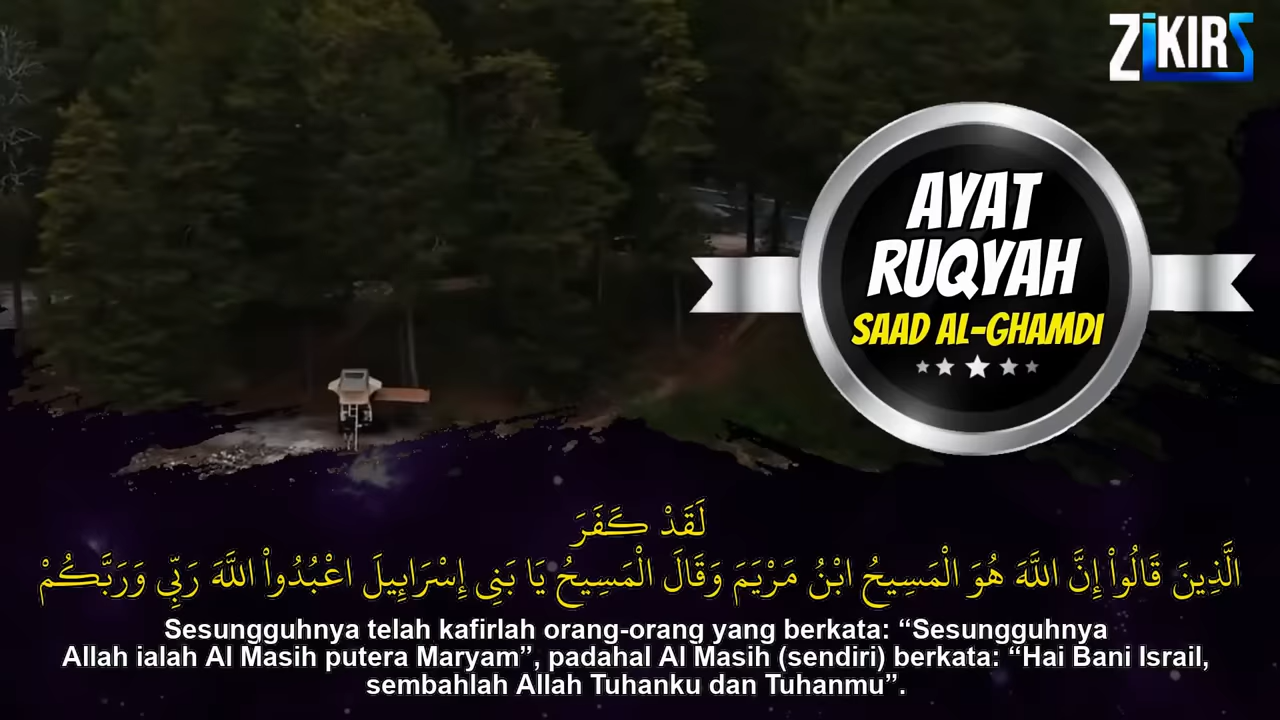 ZIKIRS
AYAT
RUQYAH
SAAD AL-GHAMDI
لَقَدْ كَفَرَ
الَّذِينَ قَالُواْ إِنَّ اللَّهَ هُوَ الْمَسِيحُ ابْنُ مَرْيَمَ وَقَالَ الْمَسِيحُ يَا بَنِي إِسْرَايِيلَ اعْبُدُواْ اللَّهَ رَبِّي وَرَبَّكُمْ
Sesungguhnya telah kafirlah orang-orang yang berkata: “Sesungguhnya
Allah ialah Al Masih putera Maryam”, padahal Al Masih (sendiri) berkata: “Hai Bani Israil,
sembahlah Allah Tuhanku dan Tuhanmu”.